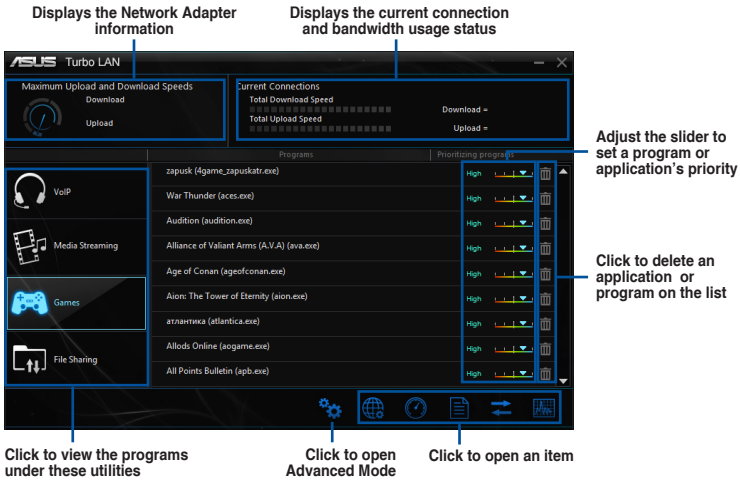 Displays the Network Adapter
information
Displays the current connection
and bandwidth usage status
ASUS Turbo LAN
Maximum Upload and Download Speeds
Download
Upload
Current Connections
Total Download Speed
Download =
Total Upload Speed
Upload =
Programs
Prioritizing programs
VoIP
Media Streaming
Games
File Sharing
zapusk (4game_zapuskatr.exe) High
War Thunder (aces.exe) High
Audition (audition.exe) High
Alliance of Valiant Arms (A.V.A) (ava.exe) High
Age of Conan (ageofconan.exe) High
Aion: The Tower of Eternity (aion.exe) High
атлантика (atlantica.exe) High
Allods Online (aogame.exe) High
All Points Bulletin (apb.exe) High
Adjust the slider to
set a program or
application's priority
Click to delete an
application or
program on the list
Click to view the programs
under these utilities
Click to open
Advanced Mode
Click to open an item